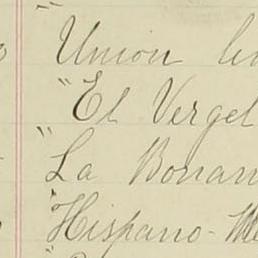 " Union
" El Vergel
" La
" Hispano-